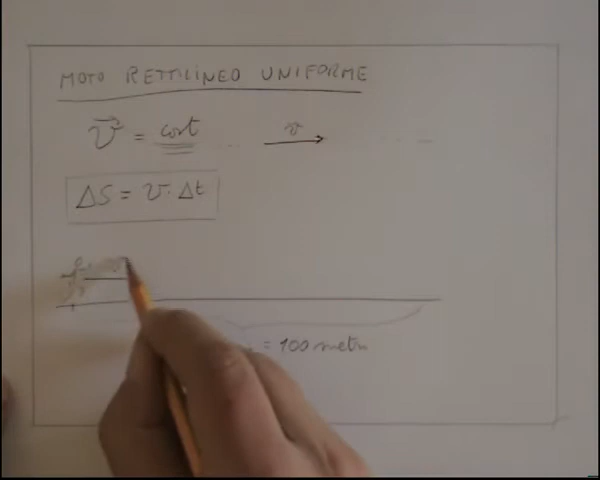 MOTO RETTILINEO UNIFORME
v = cost v
ΔS = v · Δt
v
= 100 metri